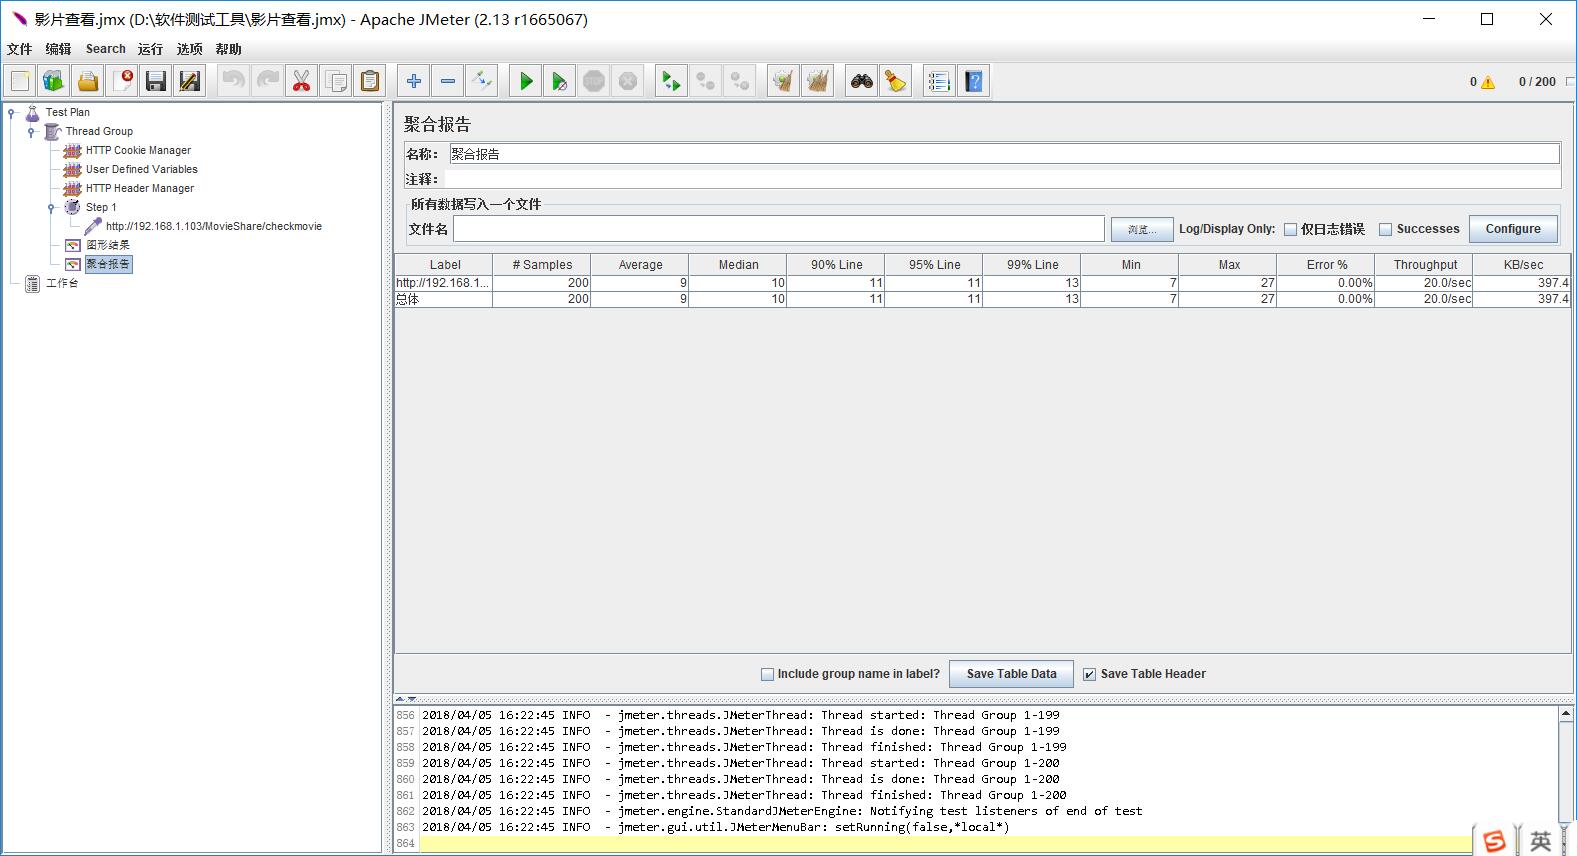 影片查看.jmx (D:\软件测试工具\影片查看.jmx) - Apache JMeter (2.13 r1665067)
文件 编辑 Search 运行 选项 帮助
0 0 / 200
Test Plan
Thread Group
HTTP Cookie Manager
User Defined Variables
HTTP Header Manager
Step 1
http://192.168.1.103/MovieShare/checkmovie
图形结果
聚合报告
工作台
聚合报告
名称: 聚合报告
注释:
所有数据写入一个文件
文件名 浏览... Log/Display Only: 仅日志错误 Successes Configure
Label # Samples Average Median 90% Line 95% Line 99% Line Min Max Error % Throughput KB/sec
http://192.168.1... 200 9 10 11 11 13 7 27 0.00% 20.0/sec 397.4
总体 200 9 10 11 11 13 7 27 0.00% 20.0/sec 397.4
Include group name in label? Save Table Data Save Table Header
856 2018/04/05 16:22:45 INFO - jmeter.threads.JMeterThread: Thread started: Thread Group 1-199
857 2018/04/05 16:22:45 INFO - jmeter.threads.JMeterThread: Thread is done: Thread Group 1-199
858 2018/04/05 16:22:45 INFO - jmeter.threads.JMeterThread: Thread finished: Thread Group 1-199
859 2018/04/05 16:22:45 INFO - jmeter.threads.JMeterThread: Thread started: Thread Group 1-200
860 2018/04/05 16:22:45 INFO - jmeter.threads.JMeterThread: Thread is done: Thread Group 1-200
861 2018/04/05 16:22:45 INFO - jmeter.threads.JMeterThread: Thread finished: Thread Group 1-200
862 2018/04/05 16:22:45 INFO - jmeter.engine.StandardJMeterEngine: Notifying test listeners of end of test
863 2018/04/05 16:22:45 INFO - jmeter.gui.util.JMeterMenuBar: setRunning(false,*local*)
864
英